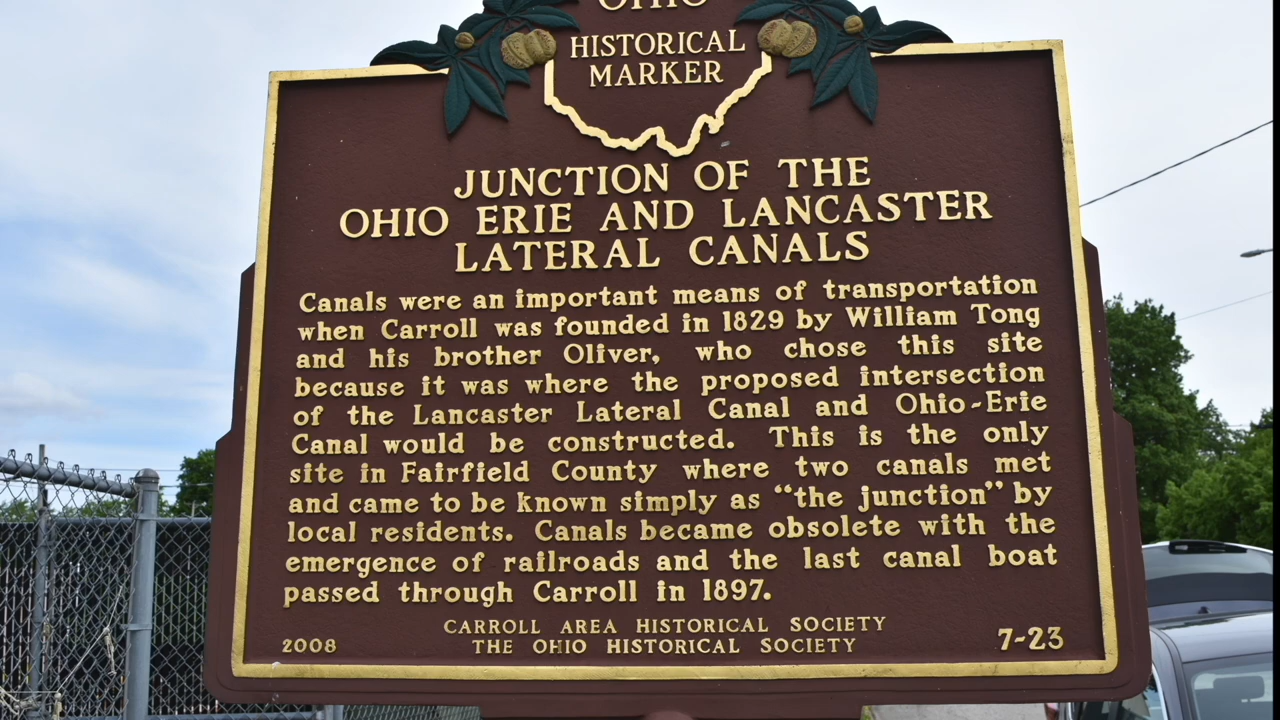 OHIO
HISTORICAL
MARKER
JUNCTION OF THE
OHIO ERIE AND LANCASTER
LATERAL CANALS
Canals were an important means of transportation
when Carroll was founded in 1829 by William Tong
and his brother Oliver, who chose this site
because it was where the proposed intersection
of the Lancaster Lateral Canal and Ohio-Erie
Canal would be constructed. This is the only
site in Fairfield County where two canals met
and came to be known simply as "the junction" by
local residents. Canals became obsolete with the
emergence of railroads and the last canal boat
passed through Carroll in 1897.
CARROLL AREA HISTORICAL SOCIETY
2008 THE OHIO HISTORICAL SOCIETY 7-23